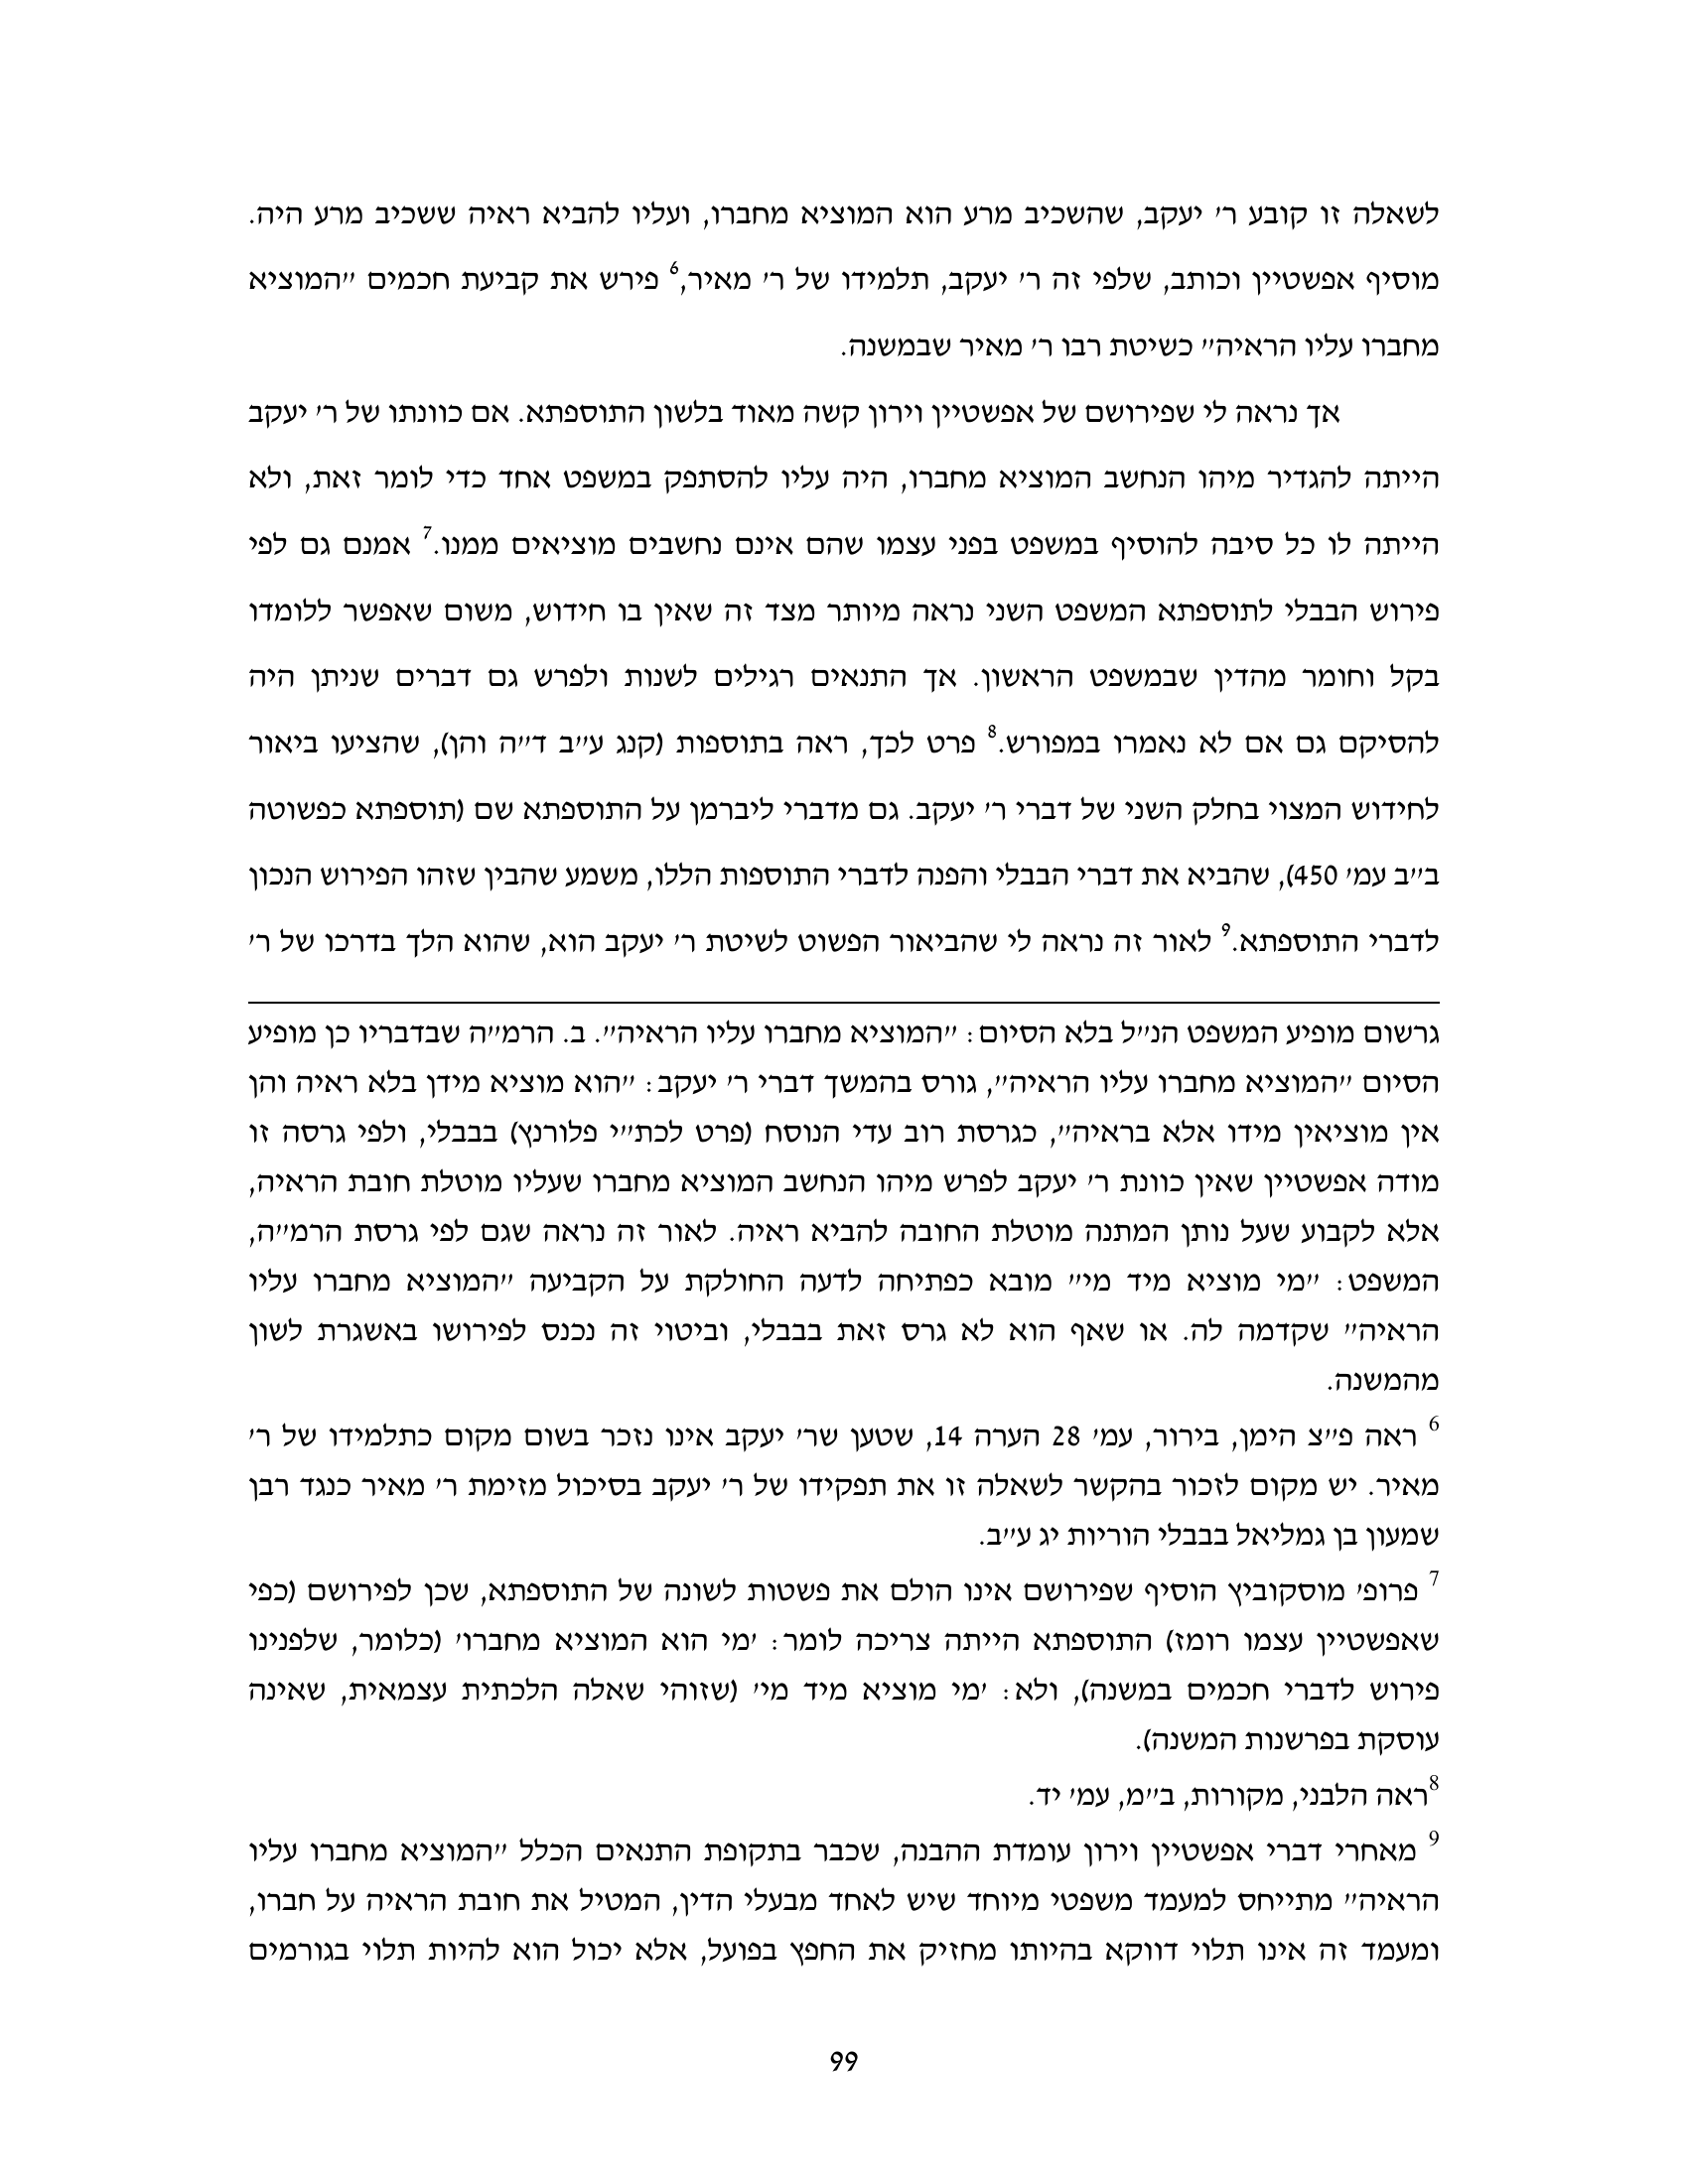 לשאלה זו קובע ר׳ יעקב, שהשכיב מרע הוא המוציא מחברו, ועליו להביא ראיה ששכיב מרע היה.
מוסיף אפשטיין וכותב, שלפי זה ר׳ יעקב, תלמידו של ר׳ מאיר,6 פירש את קביעת חכמים ״המוציא
מחברו עליו הראיה״ כשיטת רבו ר׳ מאיר שבמשנה.
אך נראה לי שפירושם של אפשטיין וירון קשה מאוד בלשון התוספתא. אם כוונתו של ר׳ יעקב
הייתה להגדיר מיהו הנחשב המוציא מחברו, היה עליו להסתפק במשפט אחד כדי לומר זאת, ולא
הייתה לו כל סיבה להוסיף במשפט בפני עצמו שהם אינם נחשבים מוציאים ממנו.7 אמנם גם לפי
פירוש הבבלי לתוספתא המשפט השני נראה מיותר מצד זה שאין בו חידוש, משום שאפשר ללומדו
בקל וחומר מהדין שבמשפט הראשון. אך התנאים רגילים לשנות ולפרש גם דברים שניתן היה
להסיקם גם אם לא נאמרו במפורש.8 פרט לכך, ראה בתוספות (קנג ע״ב ד״ה והן), שהציעו ביאור
לחידוש המצוי בחלק השני של דברי ר׳ יעקב. גם מדברי ליברמן על התוספתא שם (תוספתא כפשוטה
ב״ב עמ׳ 450), שהביא את דברי הבבלי והפנה לדברי התוספות הללו, משמע שהבין שזהו הפירוש הנכון
לדברי התוספתא.9 לאור זה נראה לי שהביאור הפשוט לשיטת ר׳ יעקב הוא, שהוא הלך בדרכו של ר׳
גרשום מופיע המשפט הנ״ל בלא הסיום: ״המוציא מחברו עליו הראיה״. ב. הרמ״ה שבדבריו כן מופיע
הסיום ״המוציא מחברו עליו הראיה״, גורס בהמשך דברי ר׳ יעקב: ״הוא מוציא מידן בלא ראיה והן
אין מוציאין מידו אלא בראיה״, כגרסת רוב עדי הנוסח (פרט לכת״י פלורנץ) בבבלי, ולפי גרסה זו
מודה אפשטיין שאין כוונת ר׳ יעקב לפרש מיהו הנחשב המוציא מחברו שעליו מוטלת חובת הראיה,
אלא לקבוע שעל נותן המתנה מוטלת החובה להביא ראיה. לאור זה נראה שגם לפי גרסת הרמ״ה,
המשפט: ״מי מוציא מיד מי״ מובא כפתיחה לדעה החולקת על הקביעה ״המוציא מחברו עליו
הראיה״ שקדמה לה. או שאף הוא לא גרס זאת בבבלי, וביטוי זה נכנס לפירושו באשגרת לשון
מהמשנה.
6 ראה פ״צ הימן, בירור, עמ׳ 28 הערה 14, שטען שר׳ יעקב אינו נזכר בשום מקום כתלמידו של ר׳
מאיר. יש מקום לזכור בהקשר לשאלה זו את תפקידו של ר׳ יעקב בסיכול מזימת ר׳ מאיר כנגד רבן
שמעון בן גמליאל בבבלי הוריות יג ע״ב.
7 פרופ׳ מוסקוביץ הוסיף שפירושם אינו הולם את פשטות לשונה של התוספתא, שכן לפירושם (כפי
שאפשטיין עצמו רומז) התוספתא הייתה צריכה לומר: ׳מי הוא המוציא מחברו׳ (כלומר, שלפנינו
פירוש לדברי חכמים במשנה), ולא: ׳מי מוציא מיד מי׳ (שזוהי שאלה הלכתית עצמאית, שאינה
עוסקת בפרשנות המשנה).
8ראה הלבני, מקורות, ב״מ, עמ׳ יד.
9 מאחרי דברי אפשטיין וירון עומדת ההבנה, שכבר בתקופת התנאים הכלל ״המוציא מחברו עליו
הראיה״ מתייחס למעמד משפטי מיוחד שיש לאחד מבעלי הדין, המטיל את חובת הראיה על חברו,
ומעמד זה אינו תלוי דווקא בהיותו מחזיק את החפץ בפועל, אלא יכול הוא להיות תלוי בגורמים
99